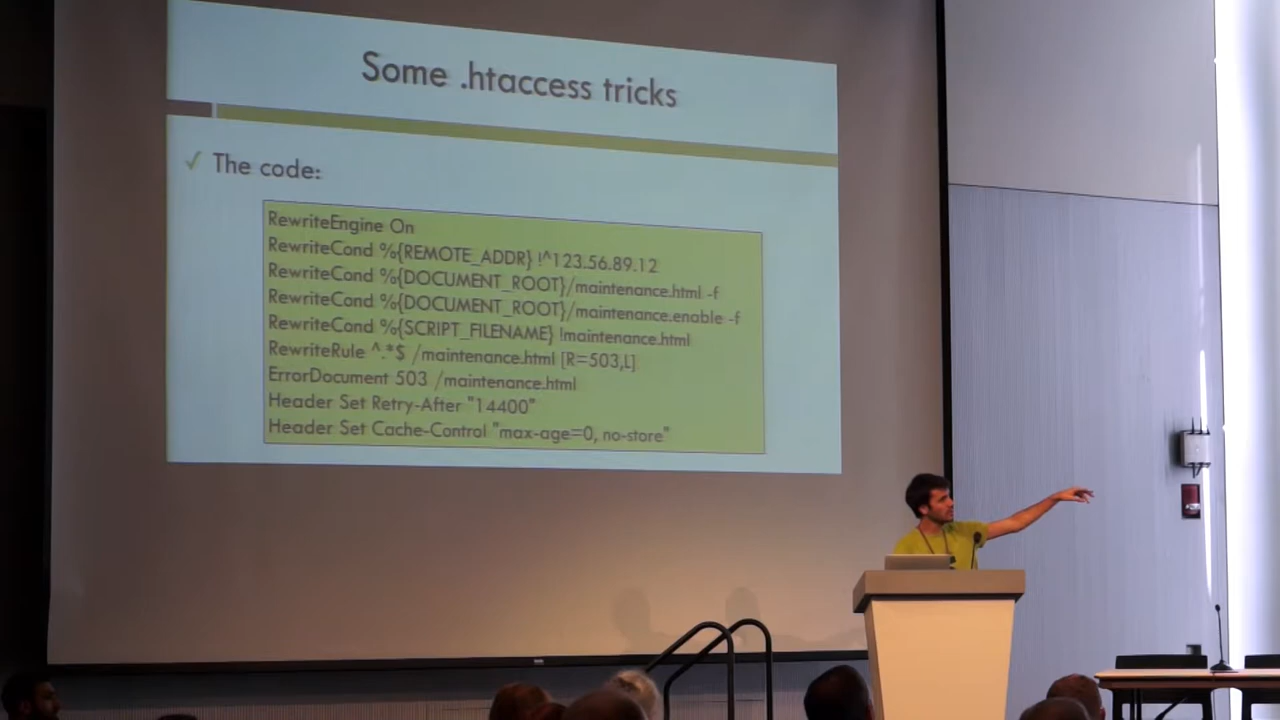 Some .htaccess tricks
✓ The code:
RewriteEngine On
RewriteCond %{REMOTE_ADDR} !^123.56.89.12
RewriteCond %{DOCUMENT_ROOT}/maintenance.html -f
RewriteCond %{DOCUMENT_ROOT}/maintenance.enable -f
RewriteCond %{SCRIPT_FILENAME} !maintenance.html
RewriteRule ^.*$ /maintenance.html [R=503,L]
ErrorDocument 503 /maintenance.html
Header Set Retry-After "14400"
Header Set Cache-Control "max-age=0, no-store"